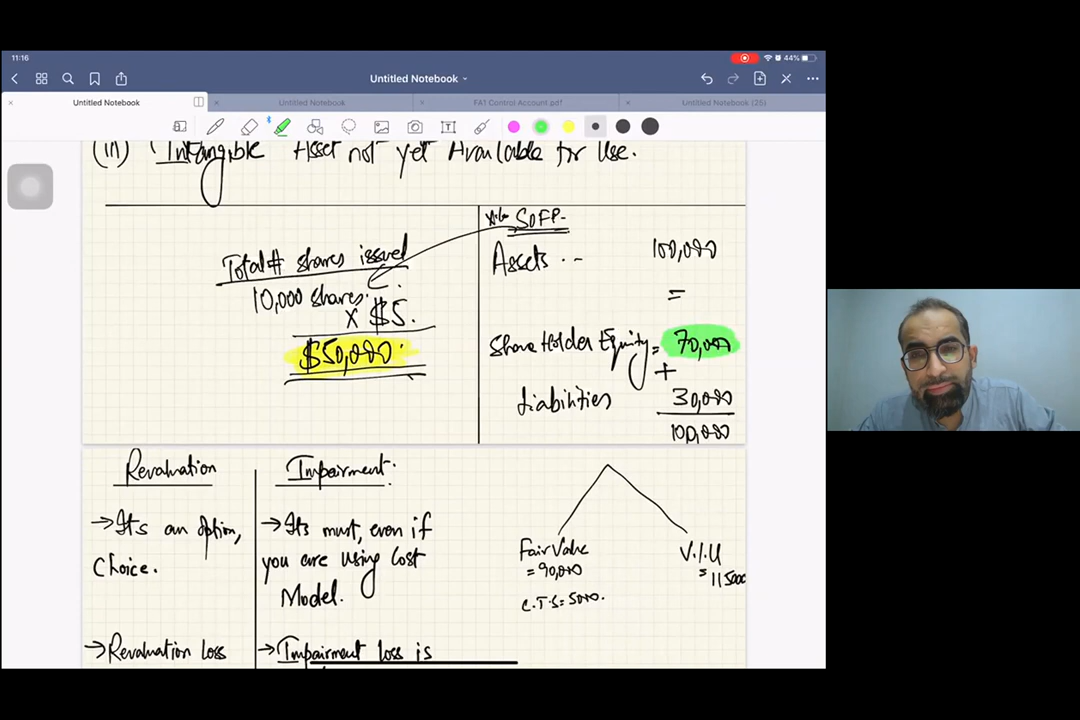 11:16
44%
Untitled Notebook
Untitled Notebook
Untitled Notebook
FA1 Control Account.pdf
Untitled Notebook (25)
(iii) Intangible Asset not yet Available for Use.
Total # shares issued
10,000 shares.
x $5.
$50,000.
SOFP.
Assets .. 100,000
=
Share Holder Equity = 70,000
+
Liabilities 30,000
100,000
Revaluation
→ Its an option,
Choice.
→ Revaluation loss
Impairment:
→ Its must, even if
you are using Cost
Model.
→ Impairment loss is
Fair Value
= 90,000
C.T.S = 5000.
V.I.U
= 115000